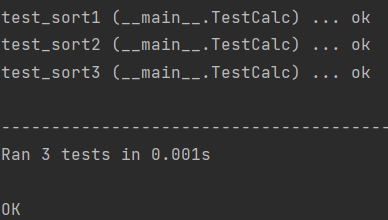 test_sort1 (__main__.TestCalc) ... ok
test_sort2 (__main__.TestCalc) ... ok
test_sort3 (__main__.TestCalc) ... ok
---------------------------------------
Ran 3 tests in 0.001s
OK